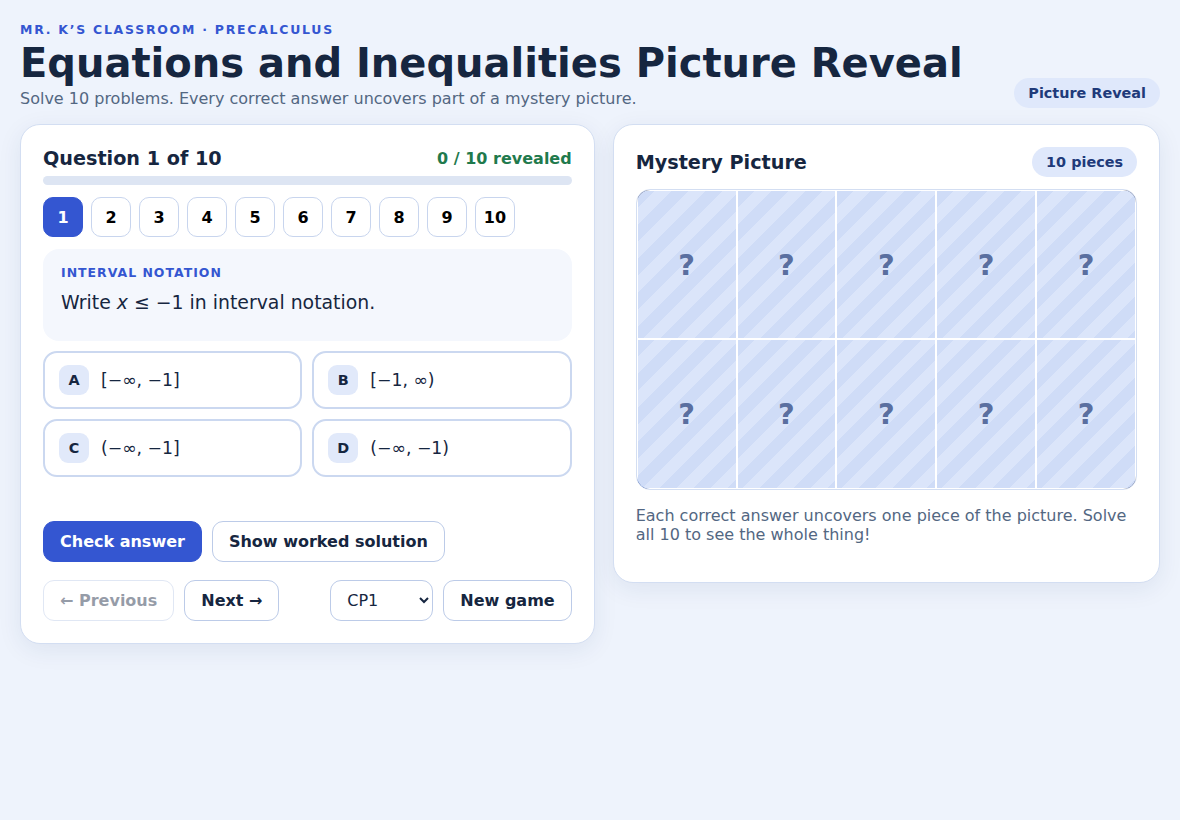 MR. K'S CLASSROOM · PRECALCULUS
Equations and Inequalities Picture Reveal
Solve 10 problems. Every correct answer uncovers part of a mystery picture.
Picture Reveal
Question 1 of 10
0 / 10 revealed
1 2 3 4 5 6 7 8 9 10
INTERVAL NOTATION
Write x ≤ −1 in interval notation.
A [−∞, −1]
B [−1, ∞)
C (−∞, −1]
D (−∞, −1)
Check answer
Show worked solution
← Previous
Next →
CP1
New game
Mystery Picture
10 pieces
? ? ? ? ?
? ? ? ? ?
Each correct answer uncovers one piece of the picture. Solve
all 10 to see the whole thing!